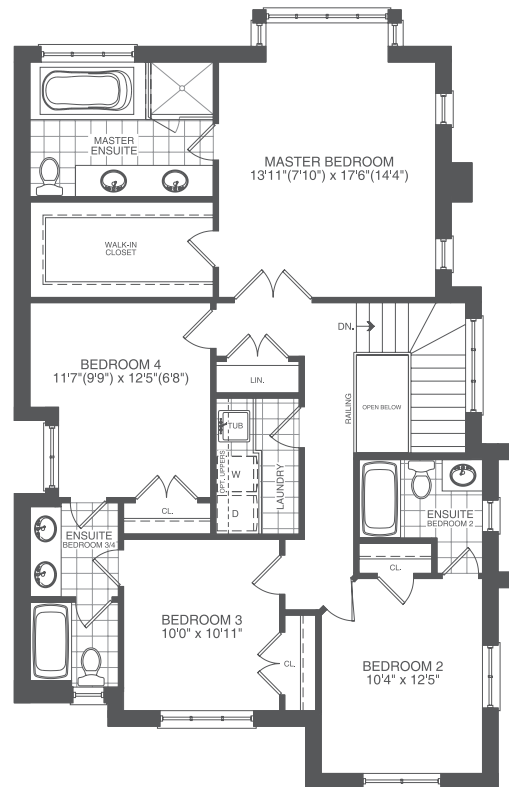 MASTER
ENSUITE
MASTER BEDROOM
13'11"(7'10") x 17'6"(14'4")
WALK-IN
CLOSET
DN.
BEDROOM 4
11'7"(9'9") x 12'5"(6'8")
LIN.
RAILING
OPEN BELOW
TUB
OPT. UPPERS
W
D
LAUNDRY
CL.
ENSUITE
BEDROOM 3/4
ENSUITE
BEDROOM 2
CL.
BEDROOM 3
10'0" x 10'11"
CL.
BEDROOM 2
10'4" x 12'5"